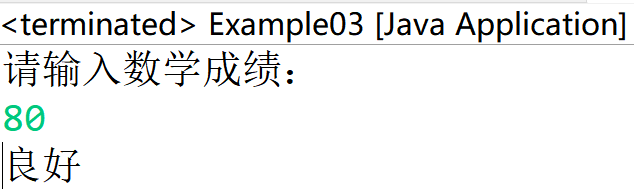 <terminated> Example03 [Java Application]
请输入数学成绩：
80
良好